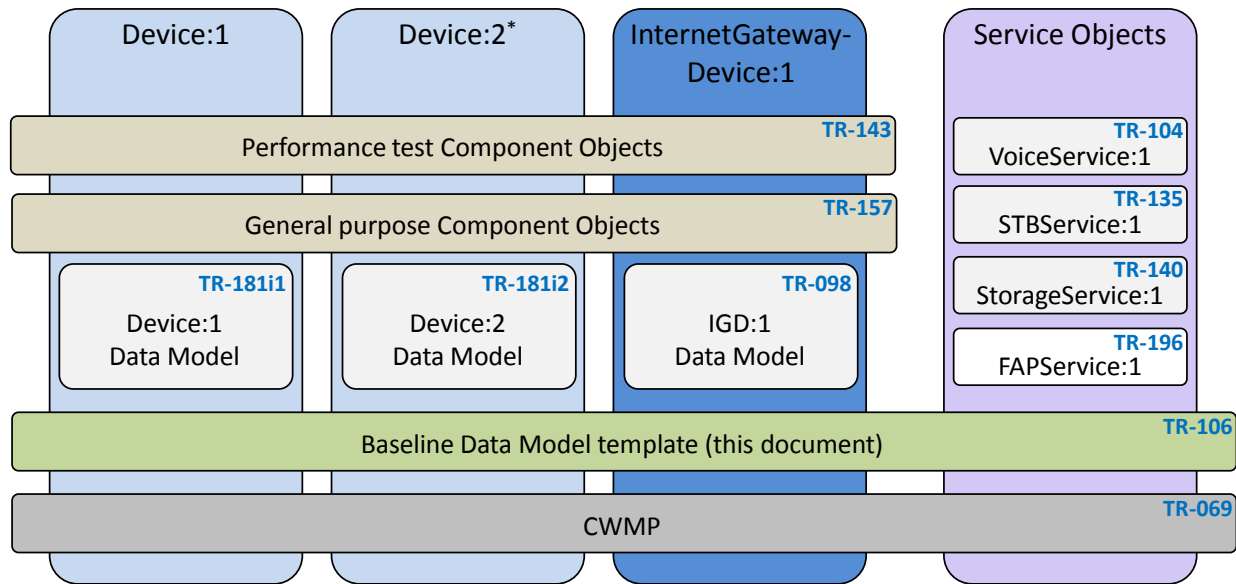 Device:1
Device:2*
InternetGateway-
Device:1
Service Objects
TR-143
Performance test Component Objects
TR-157
General purpose Component Objects
TR-181i1
Device:1
Data Model
TR-181i2
Device:2
Data Model
TR-098
IGD:1
Data Model
TR-104
VoiceService:1
TR-135
STBService:1
TR-140
StorageService:1
TR-196
FAPService:1
TR-106
Baseline Data Model template (this document)
TR-069
CWMP